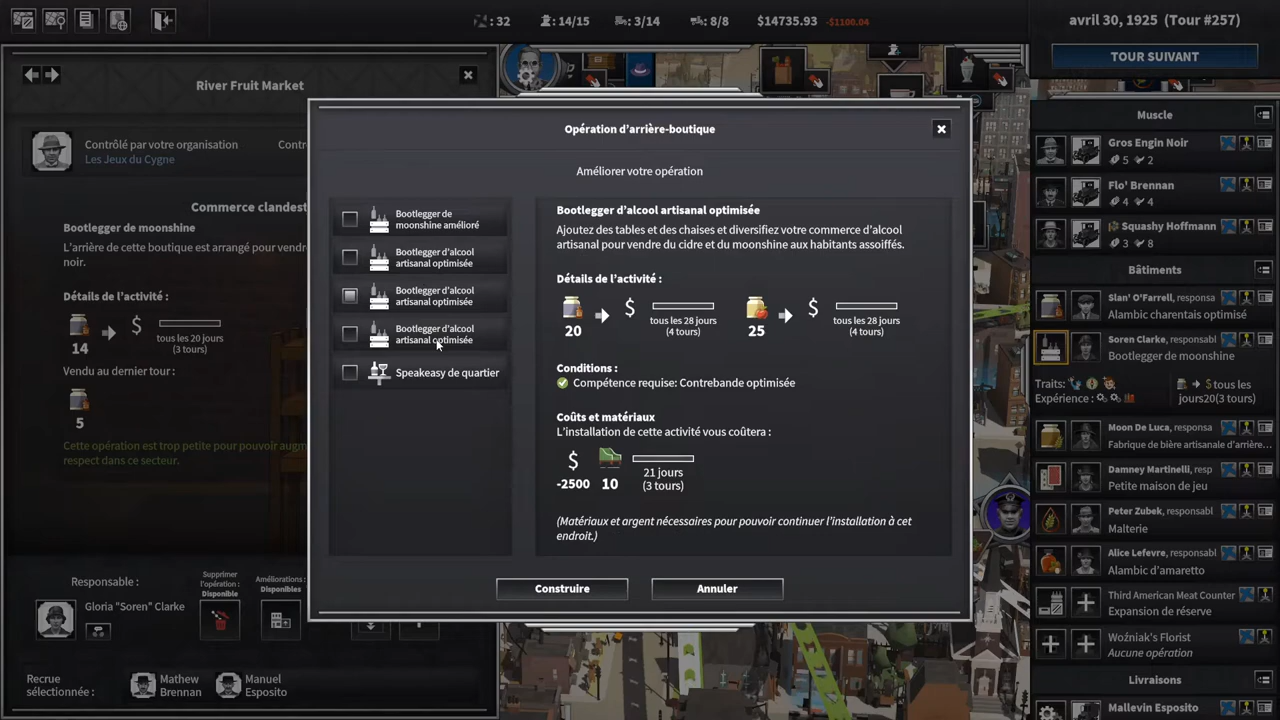 : 32
: 14/15
: 3/14
: 8/8
$14735.93
-$1100.04
avril 30, 1925 (Tour #257)
TOUR SUIVANT
River Fruit Market
Contrôlé par votre organisation
Les Jeux du Cygne
Contr
Commerce clandest
Bootlegger de moonshine
L'arrière de cette boutique est arrangé pour vendr
noir.
Détails de l'activité :
$
tous les 20 jours
(3 tours)
14
Vendu au dernier tour :
5
Cette opération est trop petite pour pouvoir augm
respect dans ce secteur.
Responsable :
Gloria "Soren" Clarke
Supprimer
l'opération :
Disponible
Améliorations :
Disponibles
Recrue
sélectionnée :
Mathew
Brennan
Manuel
Esposito
Opération d'arrière-boutique
Améliorer votre opération
Bootlegger de
moonshine amélioré
Bootlegger d'alcool
artisanal optimisée
Bootlegger d'alcool
artisanal optimisée
Bootlegger d'alcool
artisanal optimisée
Speakeasy de quartier
Bootlegger d'alcool artisanal optimisée
Ajoutez des tables et des chaises et diversifiez votre commerce d'alcool
artisanal pour vendre du cidre et du moonshine aux habitants assoiffés.
Détails de l'activité :
20
$
tous les 28 jours
(4 tours)
25
$
tous les 28 jours
(4 tours)
Conditions :
Compétence requise: Contrebande optimisée
Coûts et matériaux
L'installation de cette activité vous coûtera :
$
-2500
10
21 jours
(3 tours)
(Matériaux et argent nécessaires pour pouvoir continuer l'installation à cet
endroit.)
Construire
Annuler
Muscle
Gros Engin Noir
5 2
Flo' Brennan
4 4
Squashy Hoffmann
3 8
Bâtiments
Slan' O'Farrell, responsa
Alambic charentais optimisé
Soren Clarke, responsabl
Bootlegger de moonshine
Traits:
Expérience:
$ tous les
jours20(3 tours)
Moon De Luca, responsa
Fabrique de bière artisanale d'arrière...
Damney Martinelli, resp
Petite maison de jeu
Peter Zubek, responsabl
Malterie
Alice Lefevre, responsabl
Alambic d'amaretto
Third American Meat Counter
Expansion de réserve
Woźniak's Florist
Aucune opération
Livraisons
Mallevin Esposito